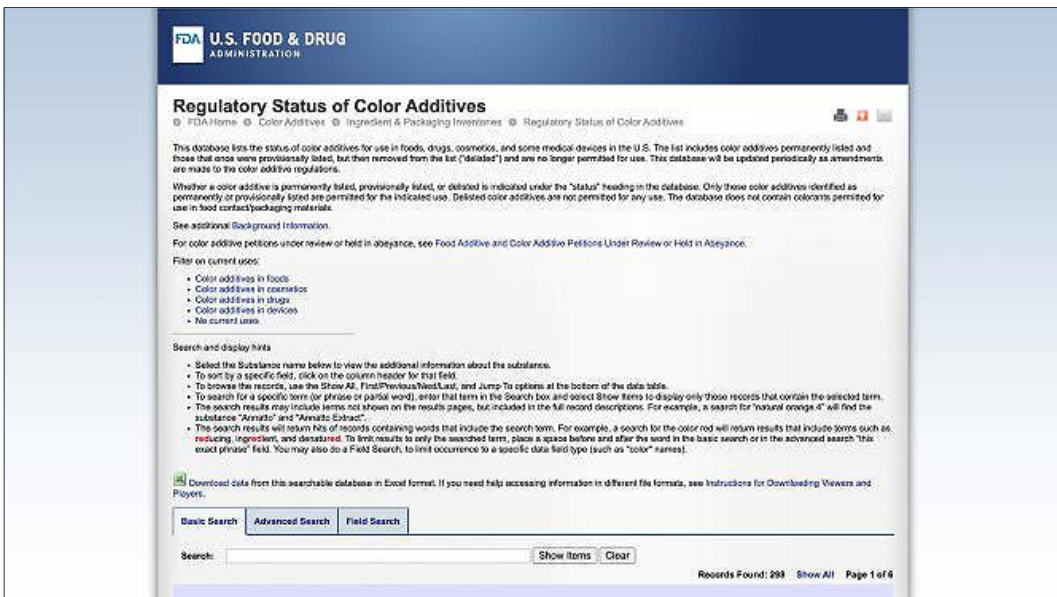 FDA U.S. FOOD & DRUG
ADMINISTRATION
Regulatory Status of Color Additives
FDA Home Color Additives Ingredient & Packaging Inventories Regulatory Status of Color Additives
This database lists the status of color additives for use in foods, drugs, cosmetics, and some medical devices in the U.S. The list includes color additives permanently listed and
those that once were provisionally listed, but then removed from the list ("delisted") and are no longer permitted for use. This database will be updated periodically as amendments
are made to the color additive regulations.
Whether a color additive is permanently listed, provisionally listed, or delisted is indicated under the "status" heading in the database. Only those color additives identified as
permanently or provisionally listed are permitted for the indicated use. Delisted color additives are not permitted for any use. The database does not contain colorants permitted for
use in food contact/packaging materials.
See additional Background Information.
For color additive petitions under review or held in abeyance, see Food Additive and Color Additive Petitions Under Review or Held in Abeyance.
Filter on current uses:
• Color additives in foods
• Color additives in cosmetics
• Color additives in drugs
• Color additives in devices
• No current uses
Search and display hints
• Select the Substance name below to view the additional information about the substance.
• To sort by a specific field, click on the column header for that field.
• To browse the records, use the Show All, First/Previous/Next/Last, and Jump To options at the bottom of the data table.
• To search for a specific term (or phrase or partial word), enter that term in the Search box and select Show Items to display only those records that contain the selected term.
• The search results may include terms not shown on the results pages, but included in the full record descriptions. For example, a search for "natural orange 4" will find the
substance "Annatto" and "Annatto Extract".
• The search results will return hits of records containing words that include the search term. For example, a search for the color red will return results that include terms such as
reducing, ingredient, and denatured. To limit results to only the searched term, place a space before and after the word in the basic search or in the advanced search "this
exact phrase" field. You may also do a Field Search, to limit occurrence to a specific data field type (such as "color" names).
Download data from this searchable database in Excel format. If you need help accessing information in different file formats, see Instructions for Downloading Viewers and
Players.
Basic Search Advanced Search Field Search
Search: Show Items Clear
Records Found: 293 Show All Page 1 of 6